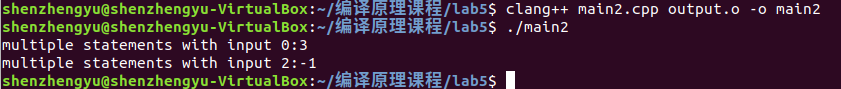 shenzhengyu@shenzhengyu-VirtualBox:~/编译原理课程/lab5$ clang++ main2.cpp output.o -o main2
shenzhengyu@shenzhengyu-VirtualBox:~/编译原理课程/lab5$ ./main2
multiple statements with input 0:3
multiple statements with input 2:-1
shenzhengyu@shenzhengyu-VirtualBox:~/编译原理课程/lab5$